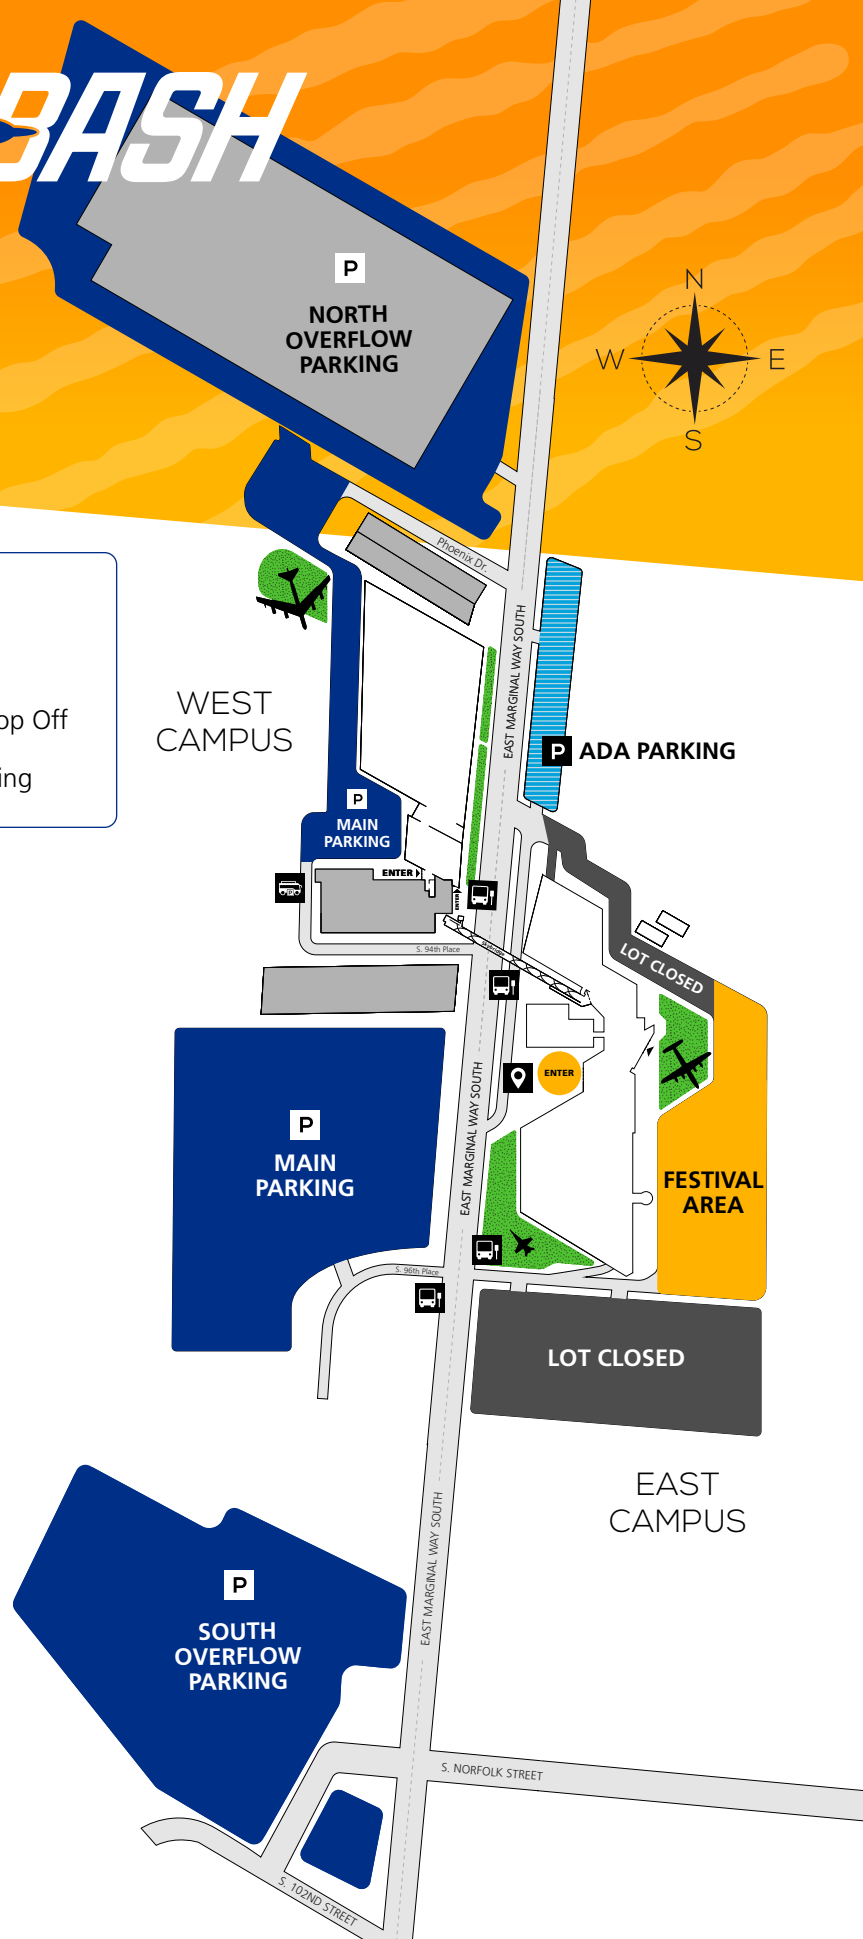 BASH
P
NORTH
OVERFLOW
PARKING
N
W E
S
Phoenix Dr.
op Off
ing
WEST
CAMPUS
EAST MARGINAL WAY SOUTH
P ADA PARKING
P
MAIN
PARKING
ENTER
ENTER
S. 94th Place
LOT CLOSED
ENTER
EAST MARGINAL WAY SOUTH
P
MAIN
PARKING
FESTIVAL
AREA
S. 96th Place
LOT CLOSED
EAST
CAMPUS
EAST MARGINAL WAY SOUTH
P
SOUTH
OVERFLOW
PARKING
S. NORFOLK STREET
S. 102ND STREET